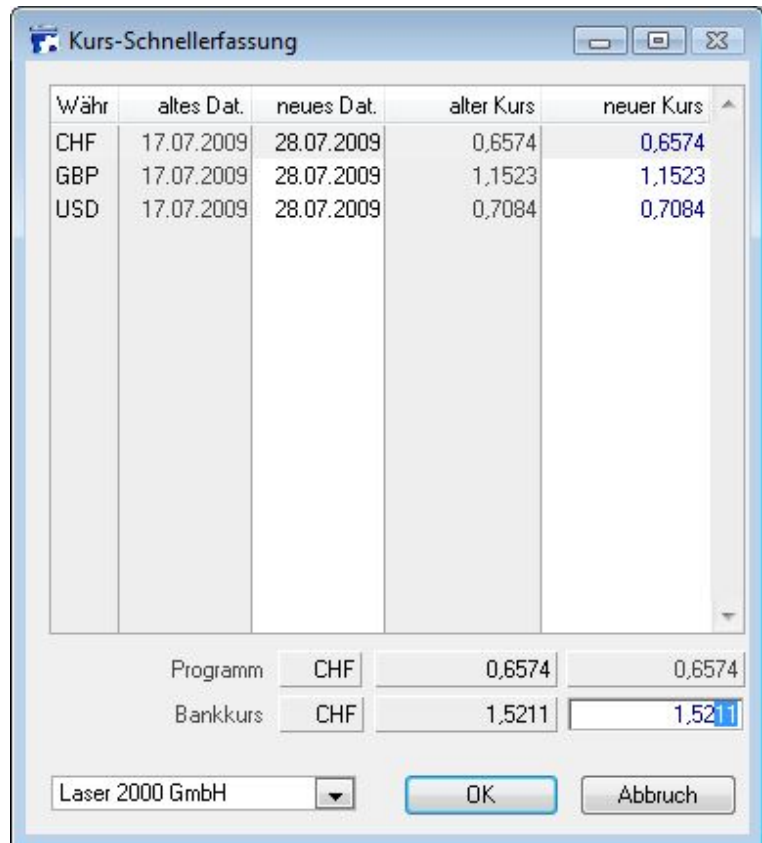 Kurs-Schnellerfassung
Währ altes Dat. neues Dat. alter Kurs neuer Kurs
CHF 17.07.2009 28.07.2009 0,6574 0,6574
GBP 17.07.2009 28.07.2009 1,1523 1,1523
USD 17.07.2009 28.07.2009 0,7084 0,7084
Programm CHF 0,6574 0,6574
Bankkurs CHF 1,5211 1,5211
Laser 2000 GmbH OK Abbruch